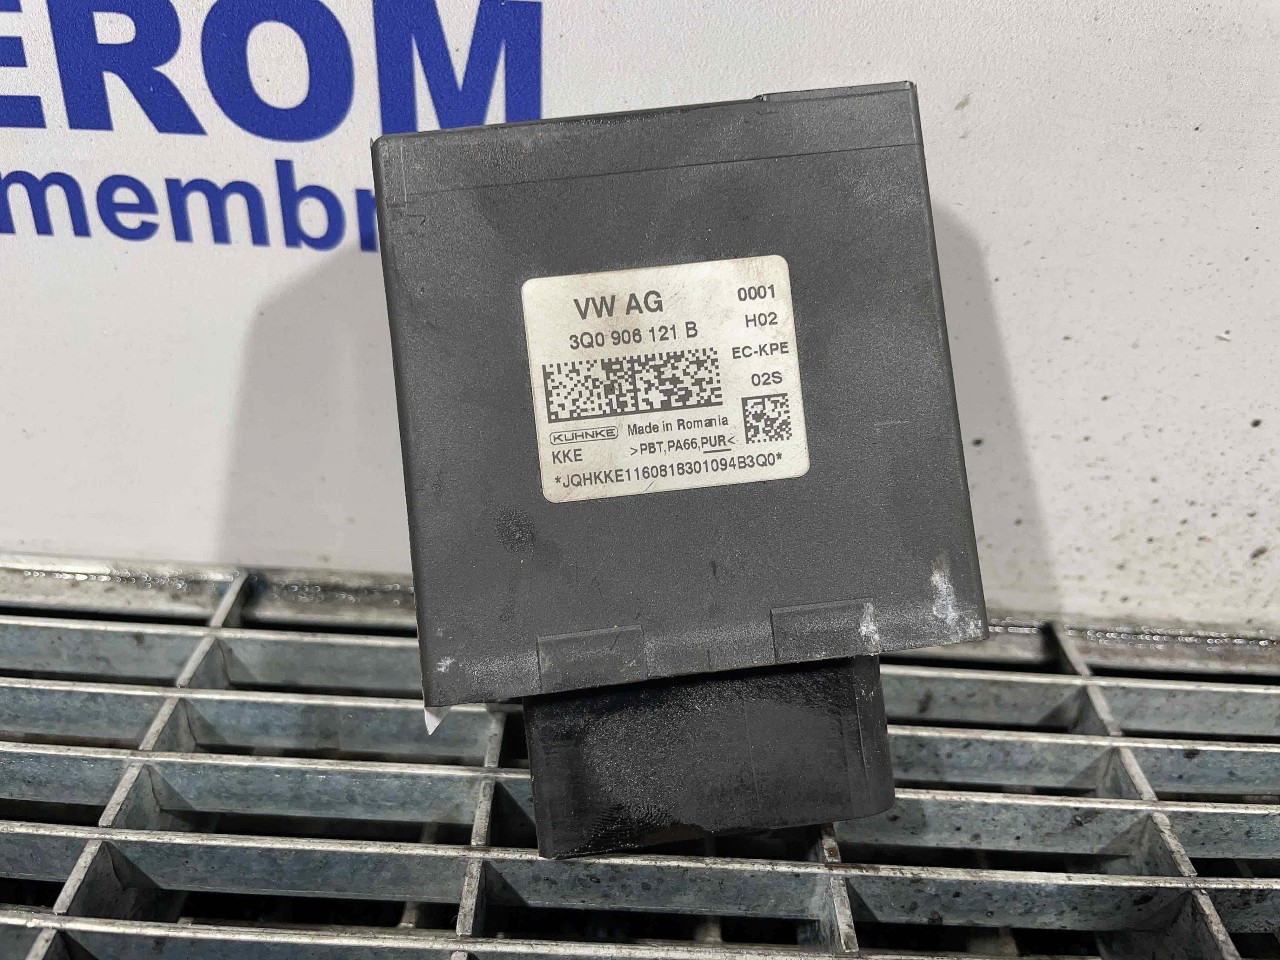 EROM
membr
VW AG
0001
3Q0 906 121 B
H02
EC-KPE
02S
KUHNKE Made in Romania
KKE >PBT,PA66,PUR<
*JQHKKE1160818301094B3Q0*